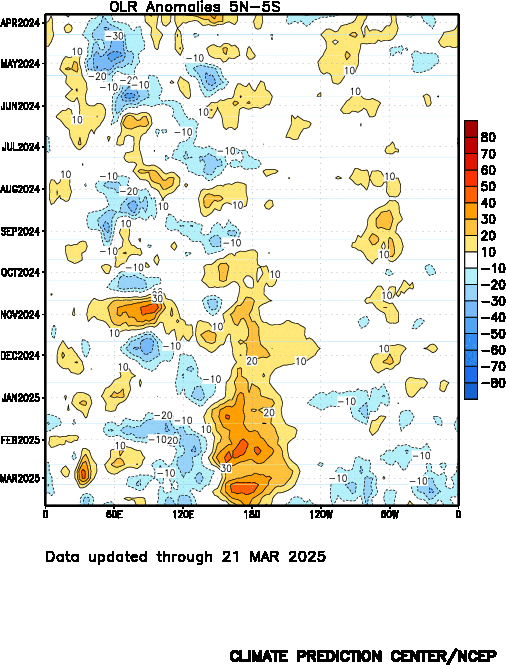 OLR Anomalies 5N-5S
APR2024
MAY2024
JUN2024
JUL2024
AUG2024
SEP2024
OCT2024
NOV2024
DEC2024
JAN2025
FEB2025
MAR2025
0 60E 120E 180 120W 60W 0
80
70
60
50
40
30
20
10
-10
-20
-30
-40
-50
-60
-70
-80
Data updated through 21 MAR 2025
CLIMATE PREDICTION CENTER/NCEP